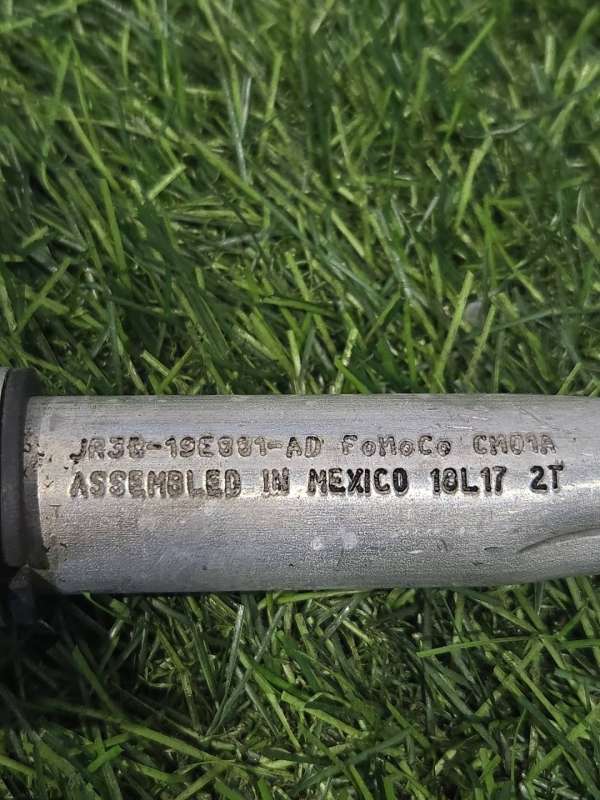 JR3B-19E881-AD FoMoCo CM01A
ASSEMBLED IN MEXICO 18L17 2T